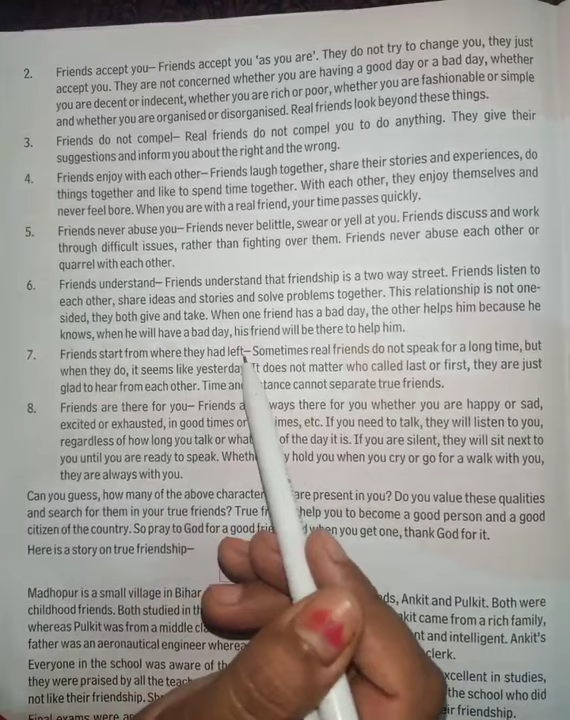 2. Friends accept you– Friends accept you 'as you are'. They do not try to change you, they just
accept you. They are not concerned whether you are having a good day or a bad day, whether
you are decent or indecent, whether you are rich or poor, whether you are fashionable or simple
and whether you are organised or disorganised. Real friends look beyond these things.
3. Friends do not compel– Real friends do not compel you to do anything. They give their
suggestions and inform you about the right and the wrong.
4. Friends enjoy with each other– Friends laugh together, share their stories and experiences, do
things together and like to spend time together. With each other, they enjoy themselves and
never feel bore. When you are with a real friend, your time passes quickly.
5. Friends never abuse you– Friends never belittle, swear or yell at you. Friends discuss and work
through difficult issues, rather than fighting over them. Friends never abuse each other or
quarrel with each other.
6. Friends understand– Friends understand that friendship is a two way street. Friends listen to
each other, share ideas and stories and solve problems together. This relationship is not one-
sided, they both give and take. When one friend has a bad day, the other helps him because he
knows, when he will have a bad day, his friend will be there to help him.
7. Friends start from where they had left– Sometimes real friends do not speak for a long time, but
when they do, it seems like yesterday. It does not matter who called last or first, they are just
glad to hear from each other. Time and tance cannot separate true friends.
8. Friends are there for you– Friends a ways there for you whether you are happy or sad,
excited or exhausted, in good times or imes, etc. If you need to talk, they will listen to you,
regardless of how long you talk or what of the day it is. If you are silent, they will sit next to
you until you are ready to speak. Wheth y hold you when you cry or go for a walk with you,
they are always with you.
Can you guess, how many of the above character are present in you? Do you value these qualities
and search for them in your true friends? True fr help you to become a good person and a good
citizen of the country. So pray to God for a good frie d when you get one, thank God for it.
Here is a story on true friendship–
Madhopur is a small village in Bihar ds, Ankit and Pulkit. Both were
childhood friends. Both studied in th kit came from a rich family,
whereas Pulkit was from a middle cla nt and intelligent. Ankit's
father was an aeronautical engineer wherea clerk.
Everyone in the school was aware of th xcellent in studies,
they were praised by all the teac the school who did
not like their friendship. Sh eir friendship.
Final exams were